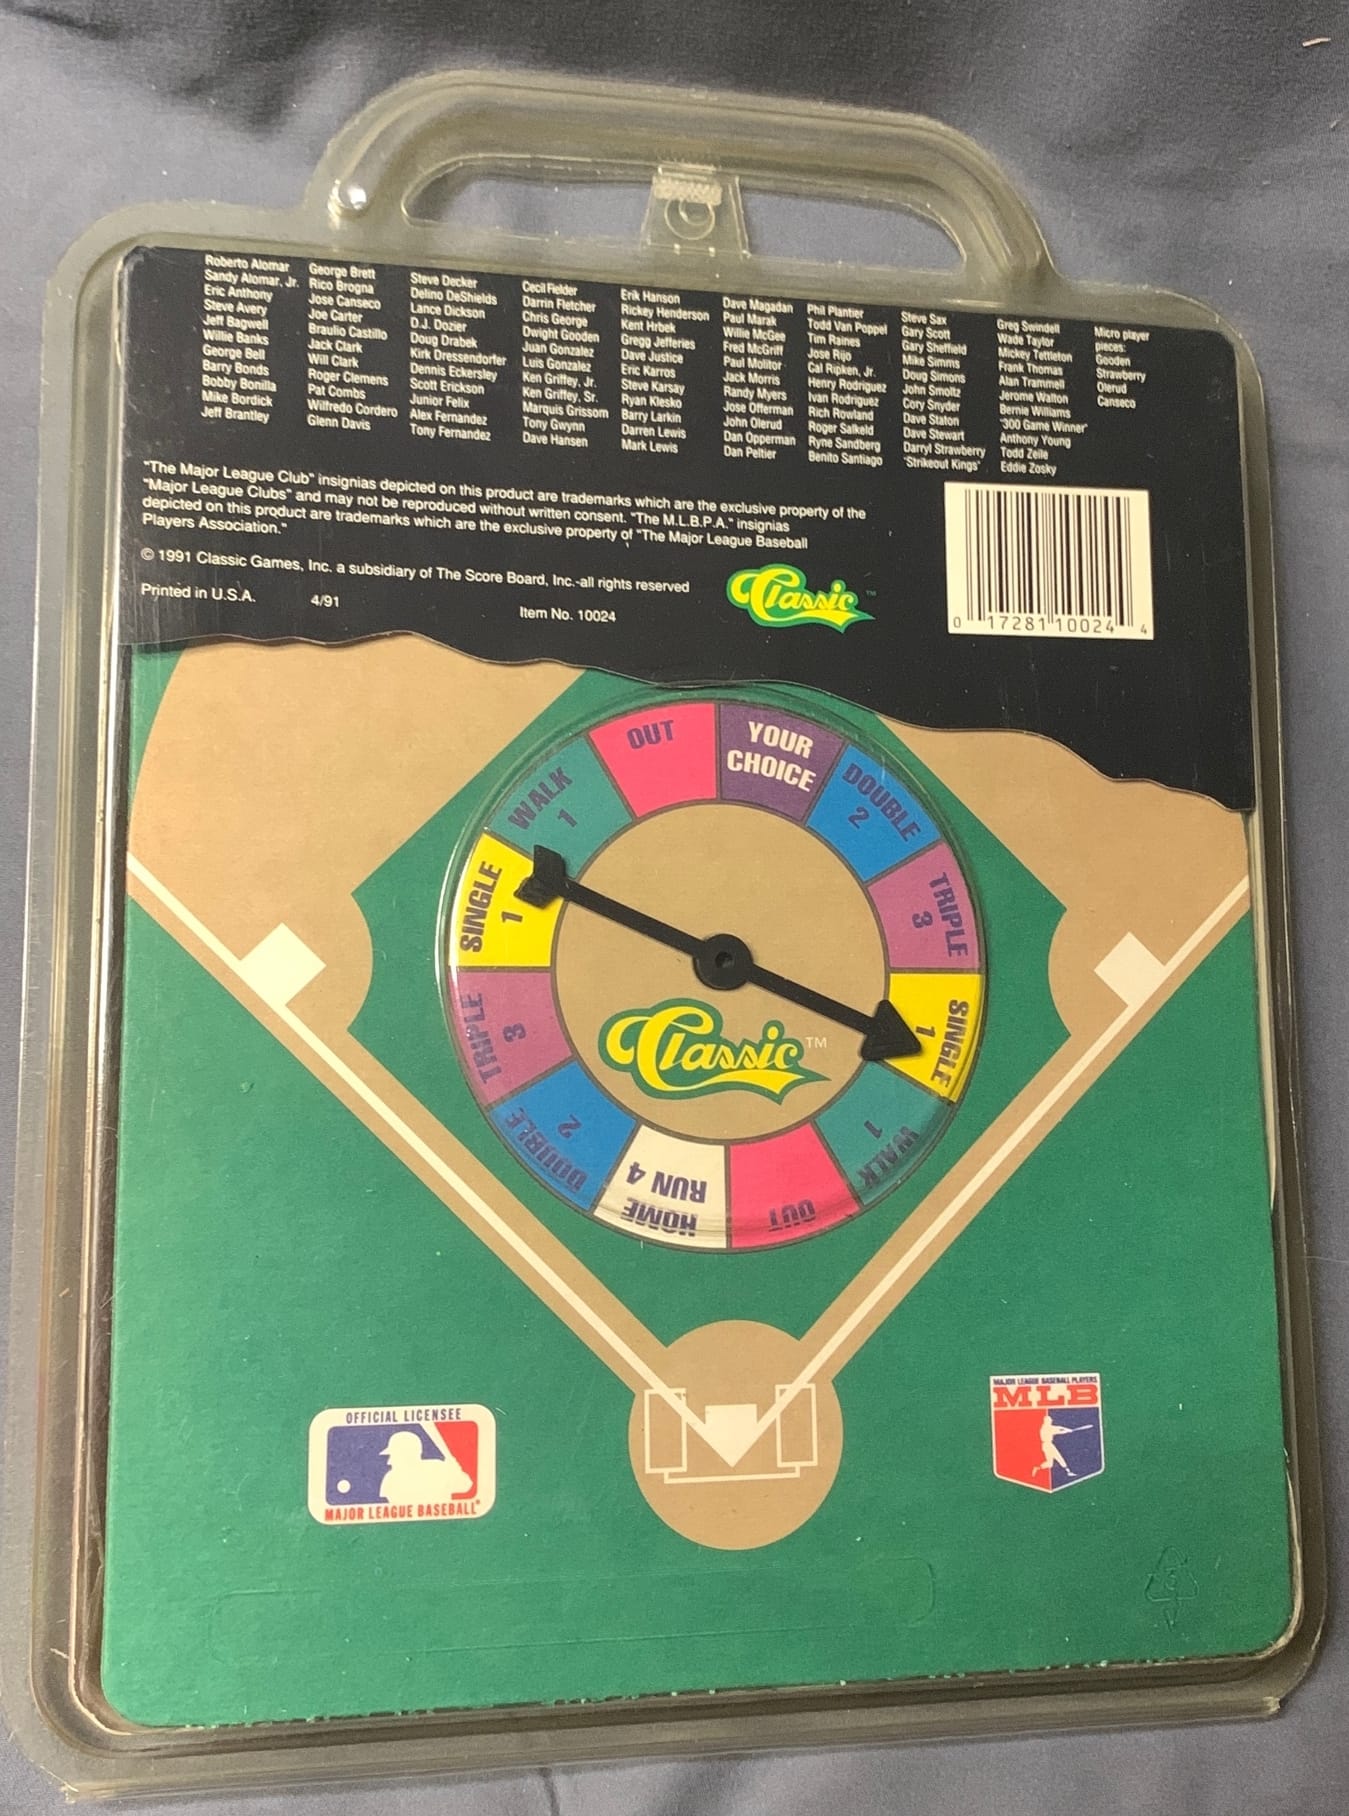 Roberto Alomar
Sandy Alomar, Jr.
Eric Anthony
Steve Avery
Jeff Bagwell
Willie Banks
George Bell
Barry Bonds
Bobby Bonilla
Mike Bordick
Jeff Brantley
George Brett
Rico Brogna
Jose Canseco
Joe Carter
Braulio Castillo
Jack Clark
Will Clark
Roger Clemens
Pat Combs
Wilfredo Cordero
Glenn Davis
Steve Decker
Delino DeShields
Lance Dickson
D.J. Dozier
Doug Drabek
Kirk Dressendorfer
Dennis Eckersley
Scott Erickson
Junior Felix
Alex Fernandez
Tony Fernandez
Cecil Fielder
Darrin Fletcher
Chris George
Dwight Gooden
Juan Gonzalez
Luis Gonzalez
Ken Griffey, Jr.
Ken Griffey, Sr.
Marquis Grissom
Tony Gwynn
Dave Hansen
Erik Hanson
Rickey Henderson
Kent Hrbek
Gregg Jefferies
Dave Justice
Eric Karros
Steve Karsay
Ryan Klesko
Barry Larkin
Darren Lewis
Mark Lewis
Dave Magadan
Paul Marak
Willie McGee
Fred McGriff
Paul Molitor
Jack Morris
Randy Myers
Jose Offerman
John Olerud
Dan Opperman
Dan Peltier
Phil Plantier
Todd Van Poppel
Tim Raines
Jose Rijo
Cal Ripken, Jr.
Henry Rodriguez
Ivan Rodriguez
Rich Rowland
Roger Salkeld
Ryne Sandberg
Benito Santiago
Steve Sax
Gary Scott
Gary Sheffield
Mike Simms
Doug Simons
John Smoltz
Cory Snyder
Dave Staton
Dave Stewart
Darryl Strawberry
'Strikeout Kings'
Greg Swindell
Wade Taylor
Mickey Tettleton
Frank Thomas
Alan Trammell
Jerome Walton
Bernie Williams
'300 Game Winner'
Anthony Young
Todd Zeile
Eddie Zosky
Micro player
pieces:
Gooden
Strawberry
Olerud
Canseco
"The Major League Club" insignias depicted on this product are trademarks which are the exclusive property of the
"Major League Clubs" and may not be reproduced without written consent. "The M.L.B.P.A." insignias
depicted on this product are trademarks which are the exclusive property of "The Major League Baseball
Players Association."
© 1991 Classic Games, Inc. a subsidiary of The Score Board, Inc.-all rights reserved
Printed in U.S.A. 4/91 Item No. 10024
Classic™
0 17281 10024 4
YOUR
CHOICE
DOUBLE
2
TRIPLE
3
SINGLE
1
WALK
1
OUT
HOME
RUN 4
DOUBLE
2
TRIPLE
3
SINGLE
1
WALK
1
OUT
Classic™
OFFICIAL LICENSEE
MAJOR LEAGUE BASEBALL®
MAJOR LEAGUE BASEBALL PLAYERS
MLB